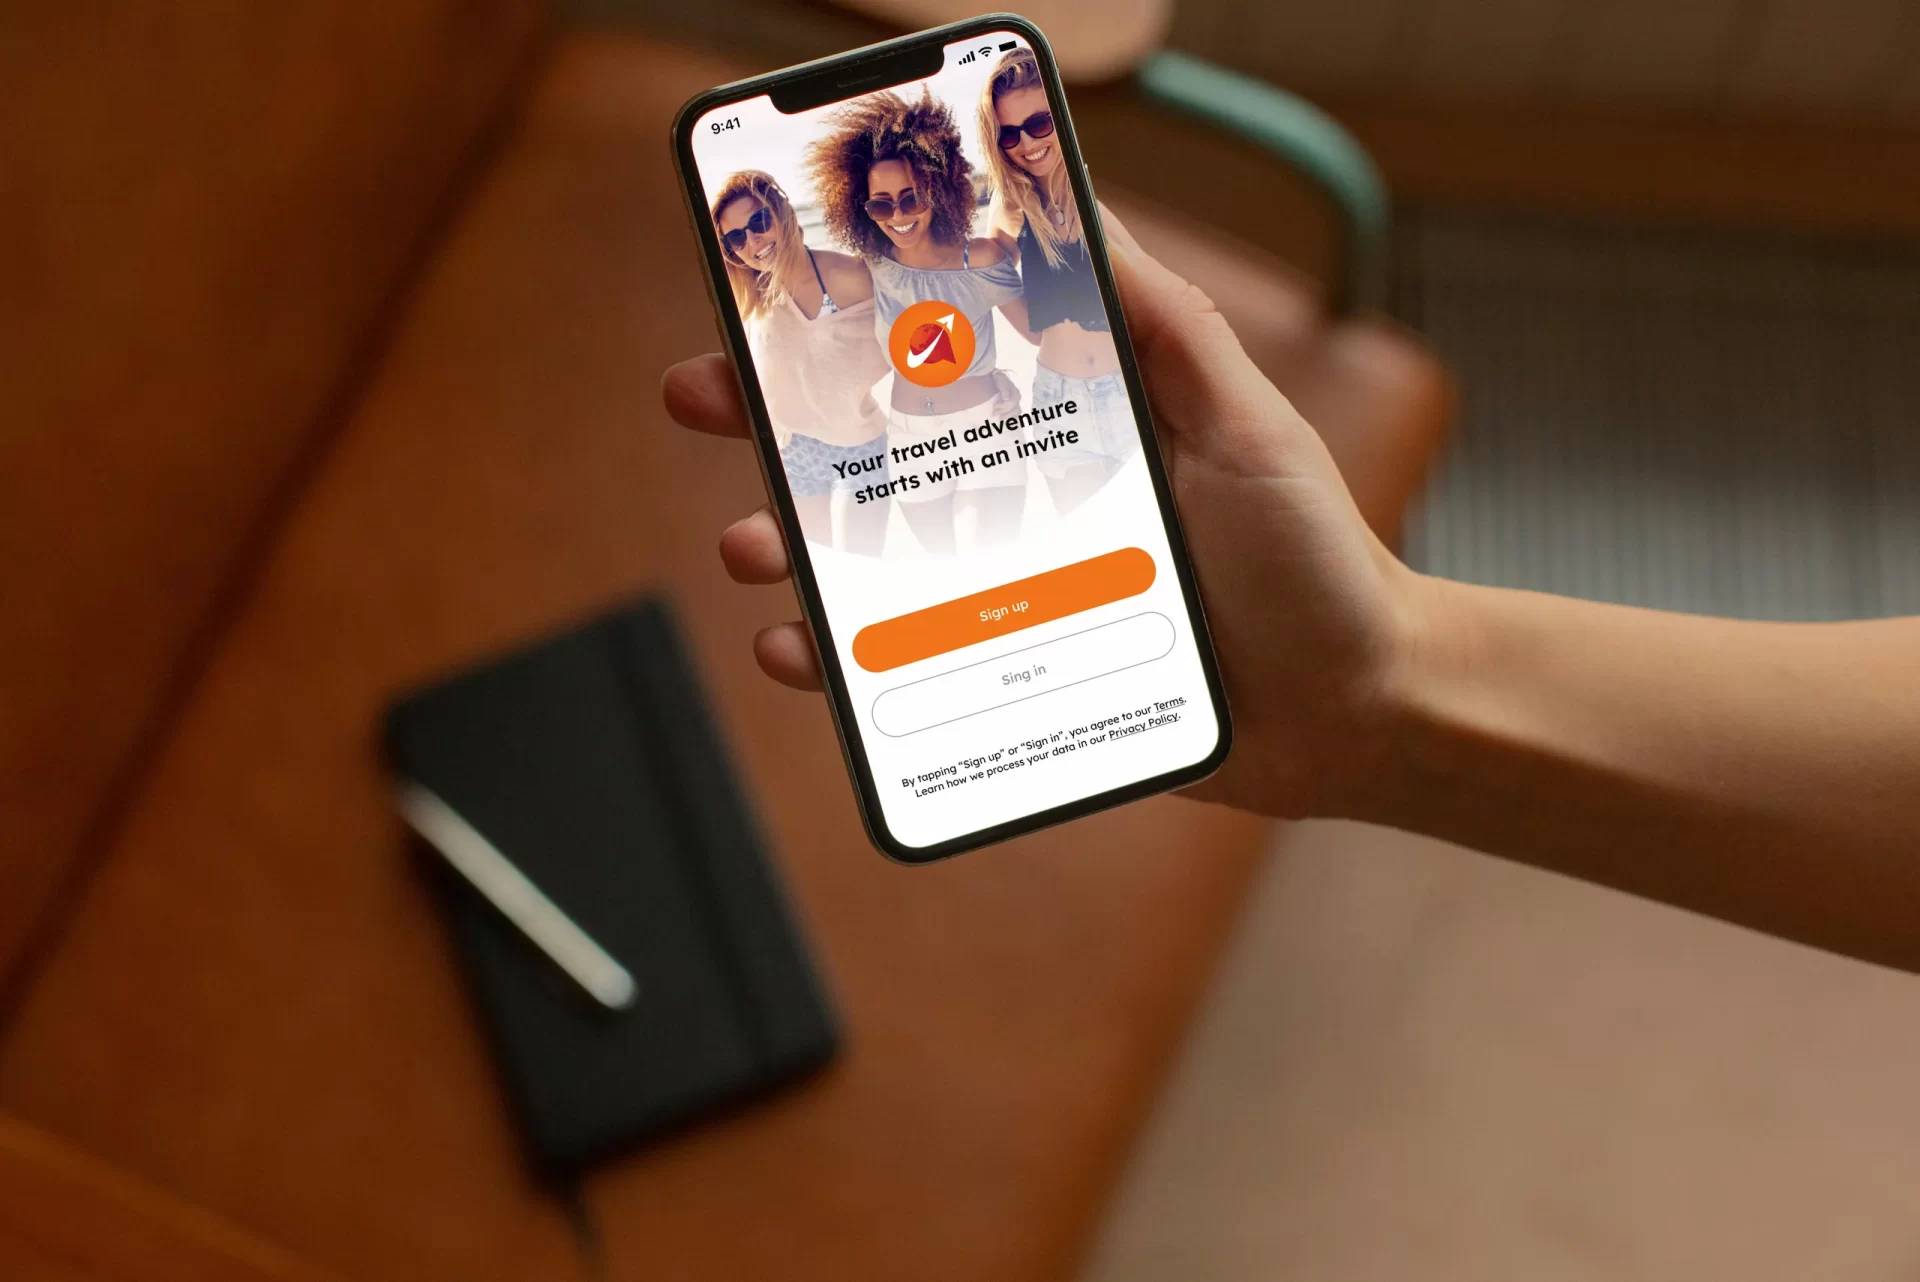 9:41
Your travel adventure
starts with an invite
Sign up
Sing in
By tapping “Sign up” or “Sign in”, you agree to our Terms.
Learn how we process your data in our Privacy Policy.